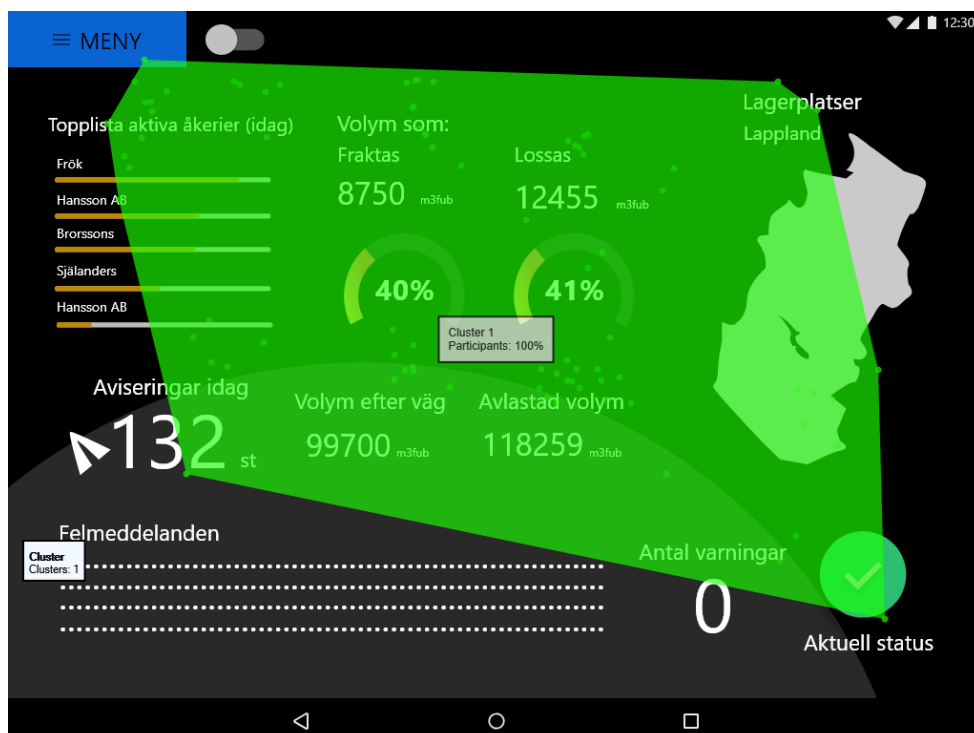 MENY
12:30
Topplista aktiva åkerier (idag)
Frök
Hansson AB
Brorssons
Själanders
Hansson AB
Volym som:
Fraktas
8750 m3fub
Lossas
12455 m3fub
40%
41%
Lagerplatser
Lappland
Cluster 1
Participants: 100%
Aviseringar idag
132 st
Volym efter väg
99700 m3fub
Avlastad volym
118259 m3fub
Felmeddelanden
Cluster
Clusters: 1
Antal varningar
0
Aktuell status